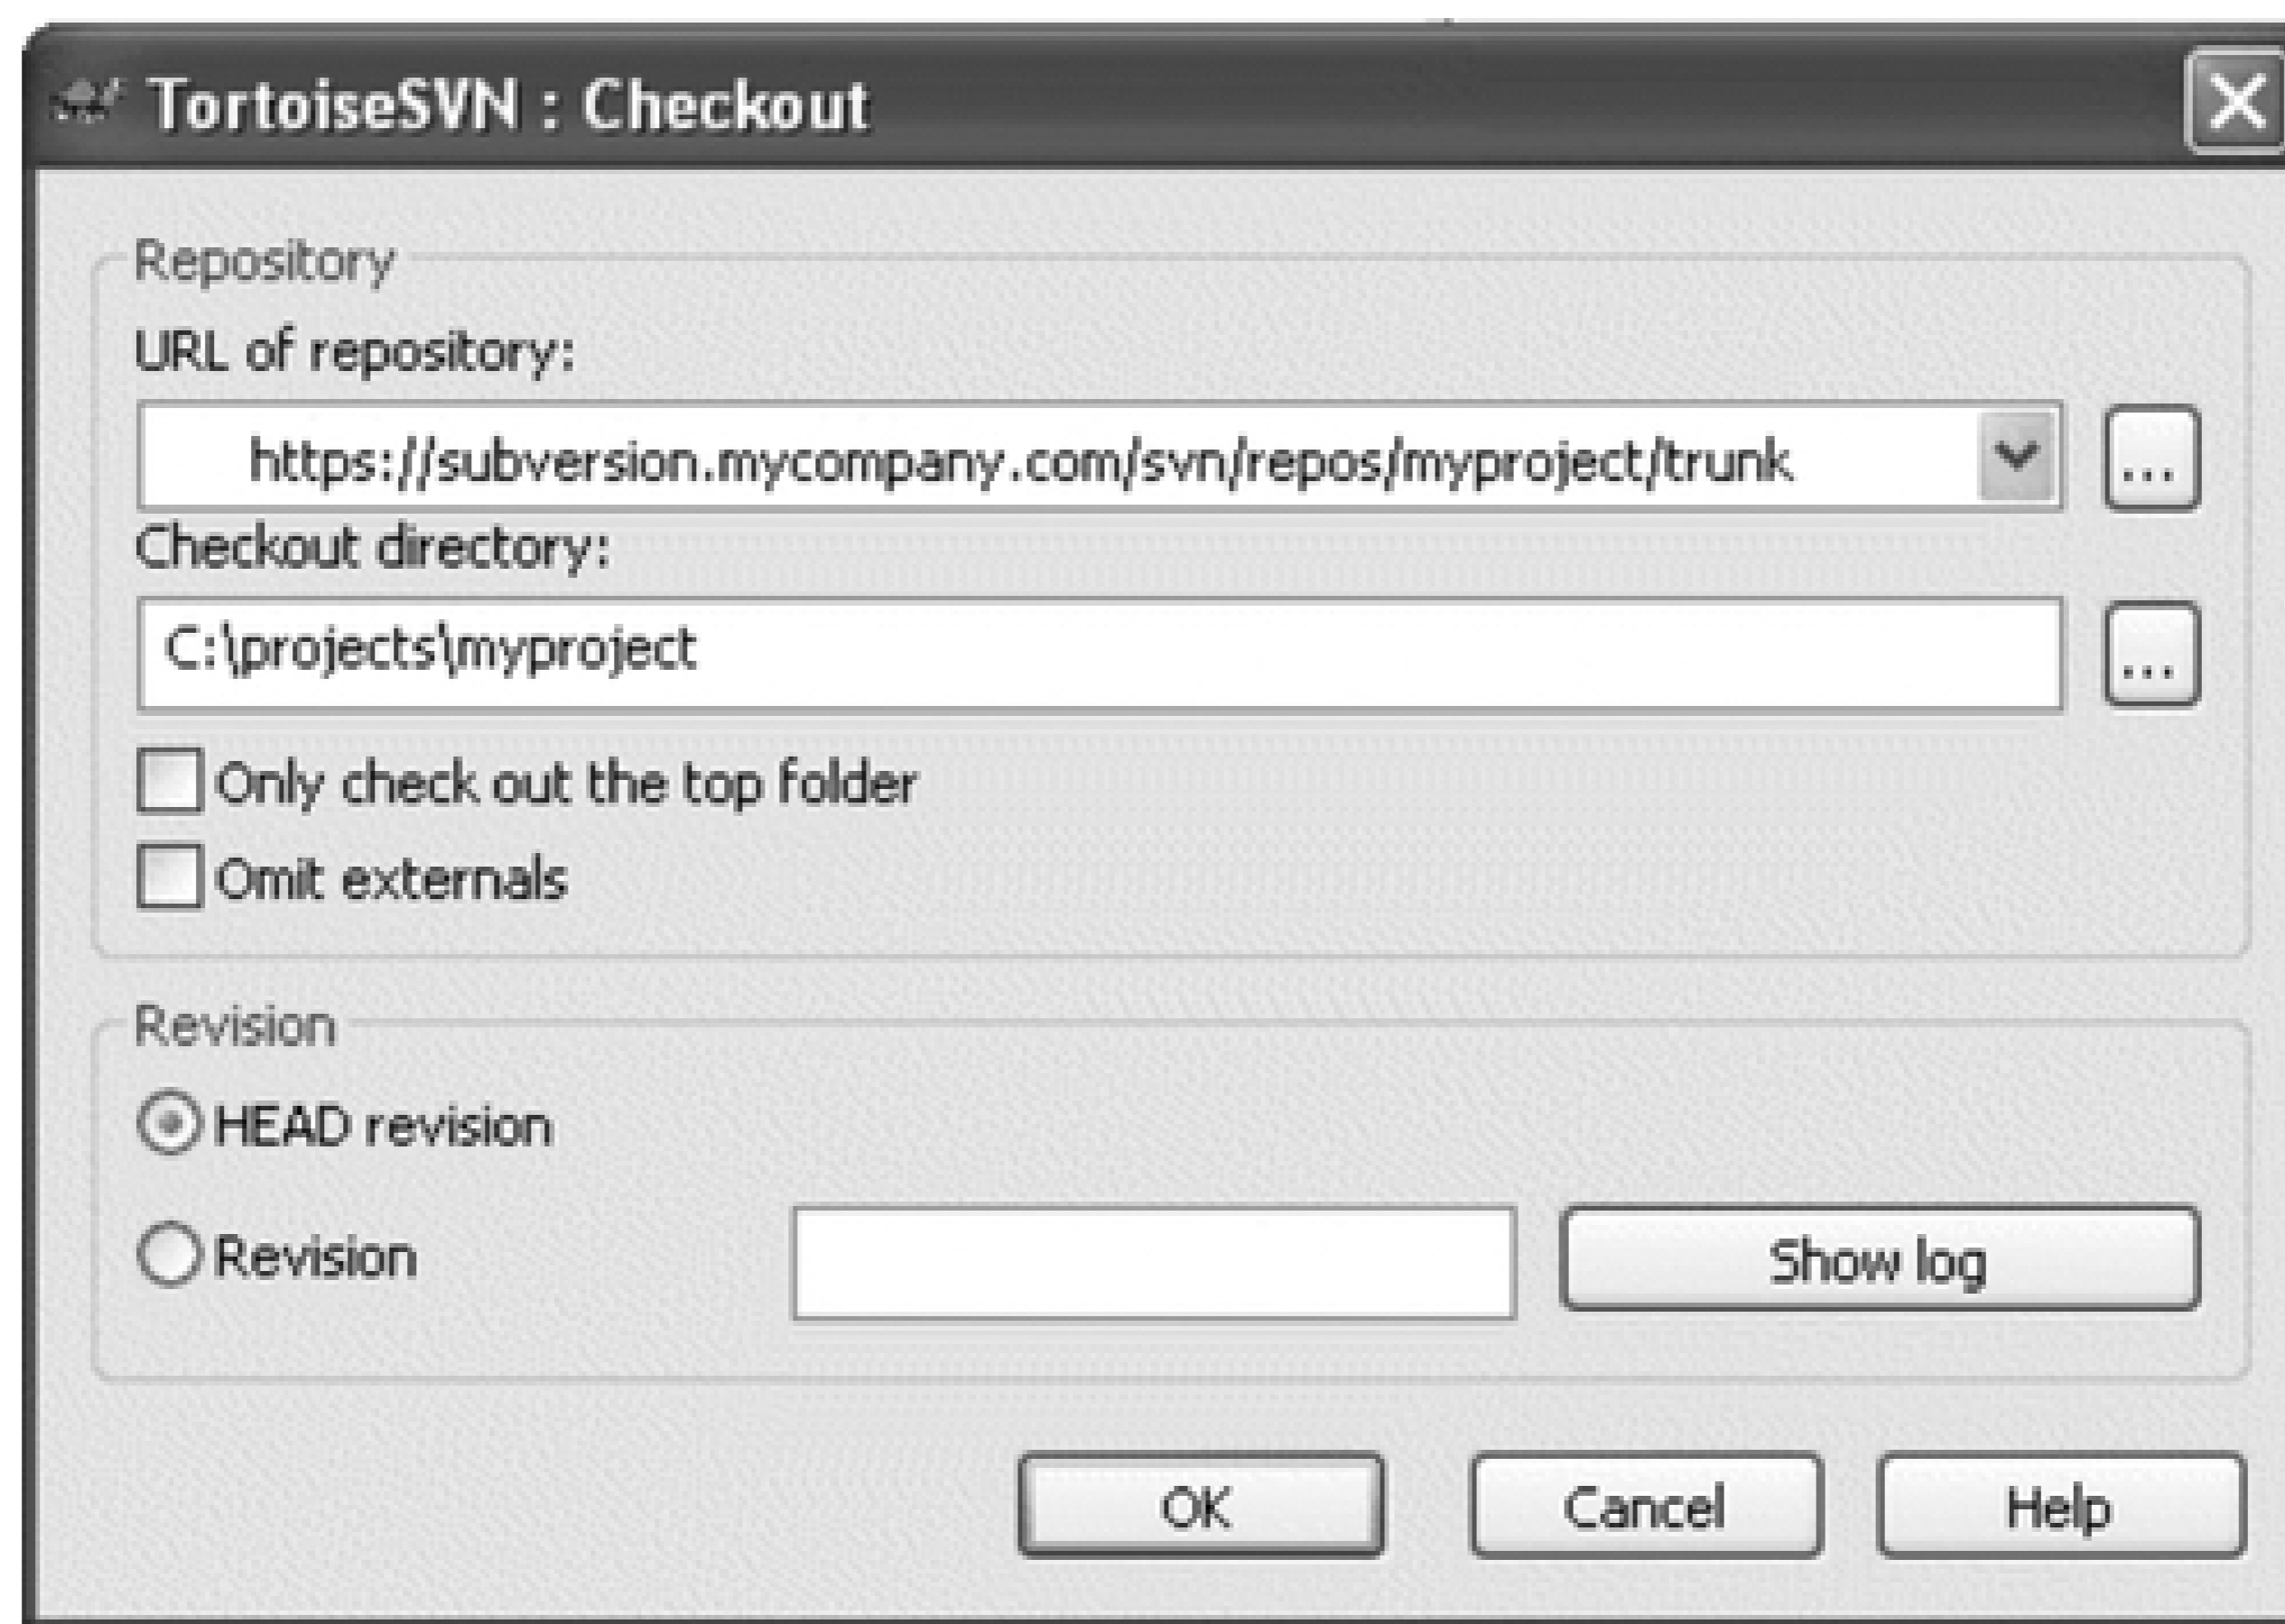 TortoiseSVN : Checkout
Repository
URL of repository:
https://subversion.mycompany.com/svn/repos/myproject/trunk
...
Checkout directory:
C:\projects\myproject
...
Only check out the top folder
Omit externals
Revision
HEAD revision
Revision
Show log
OK
Cancel
Help